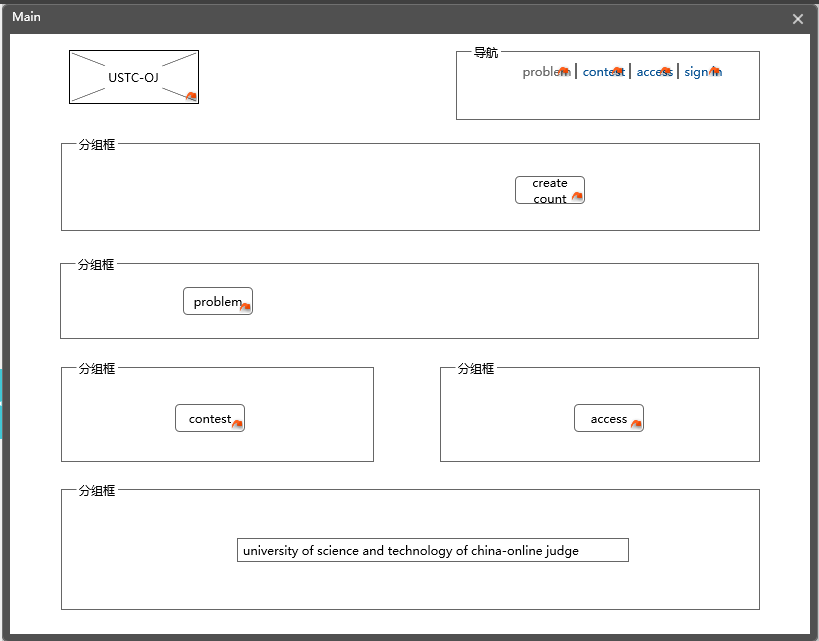 Main
USTC-OJ
导航
problem | contest | access | sign in
分组框
create
count
分组框
problem
分组框
分组框
contest
access
分组框
university of science and technology of china-online judge